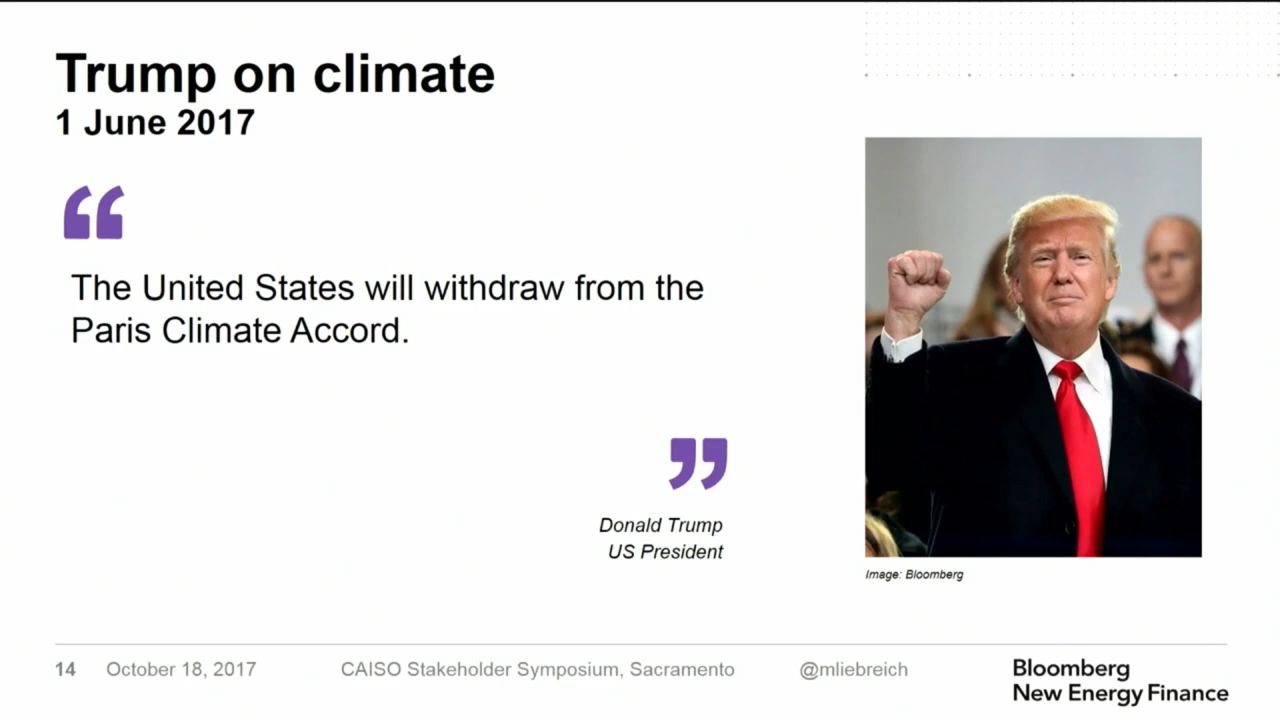 Trump on climate
1 June 2017
“
The United States will withdraw from the
Paris Climate Accord.
”
Donald Trump
US President
Image: Bloomberg
14 October 18, 2017 CAISO Stakeholder Symposium, Sacramento @mliebreich
Bloomberg
New Energy Finance